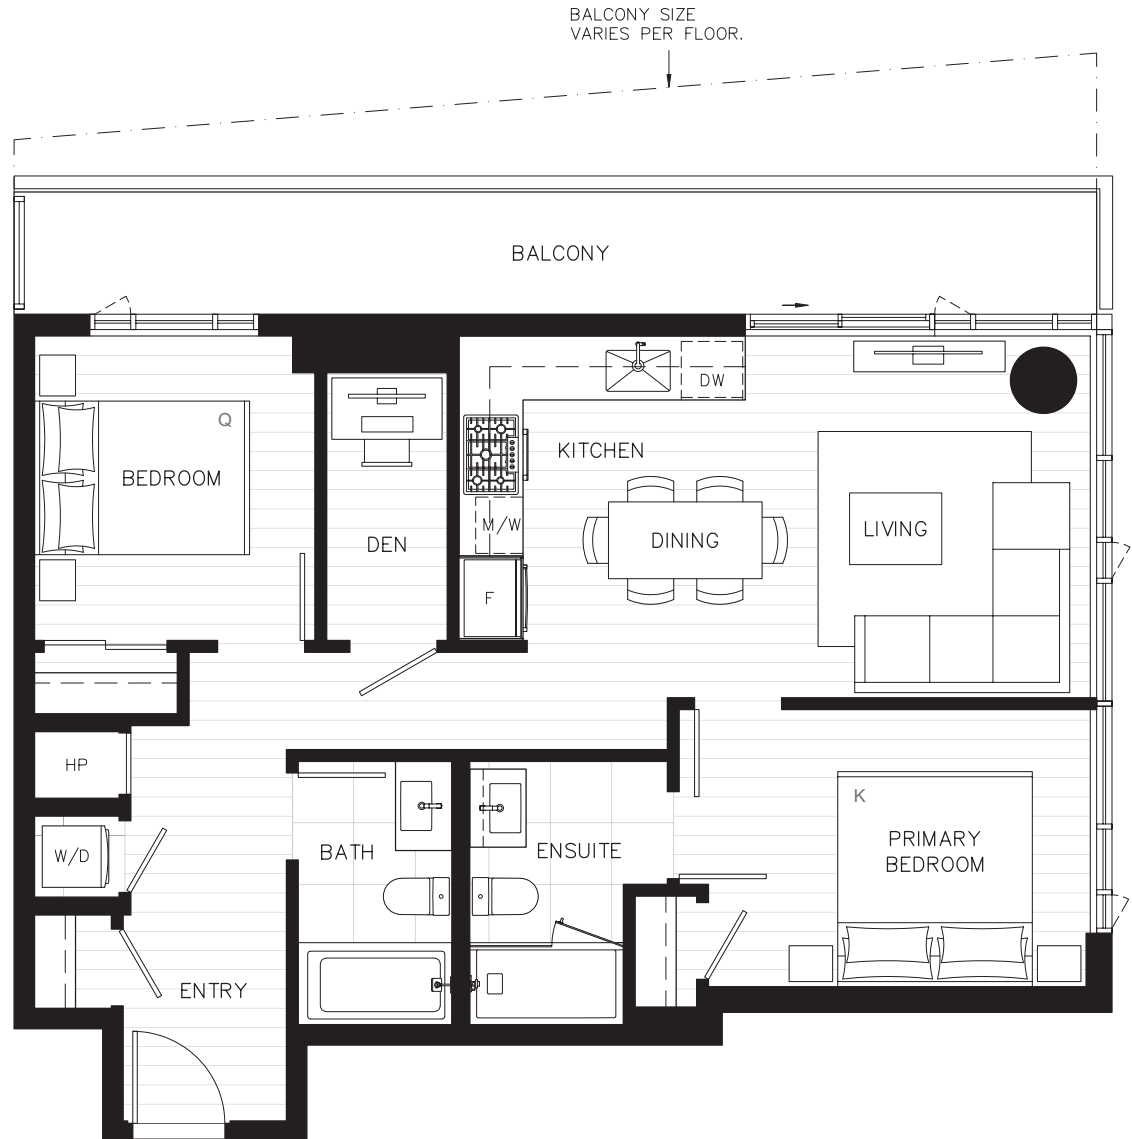 BALCONY SIZE
VARIES PER FLOOR.
BALCONY
DW
Q
KITCHEN
BEDROOM
M/W
LIVING
DINING
DEN
F
HP
K
PRIMARY
BEDROOM
W/D
BATH
ENSUITE
ENTRY